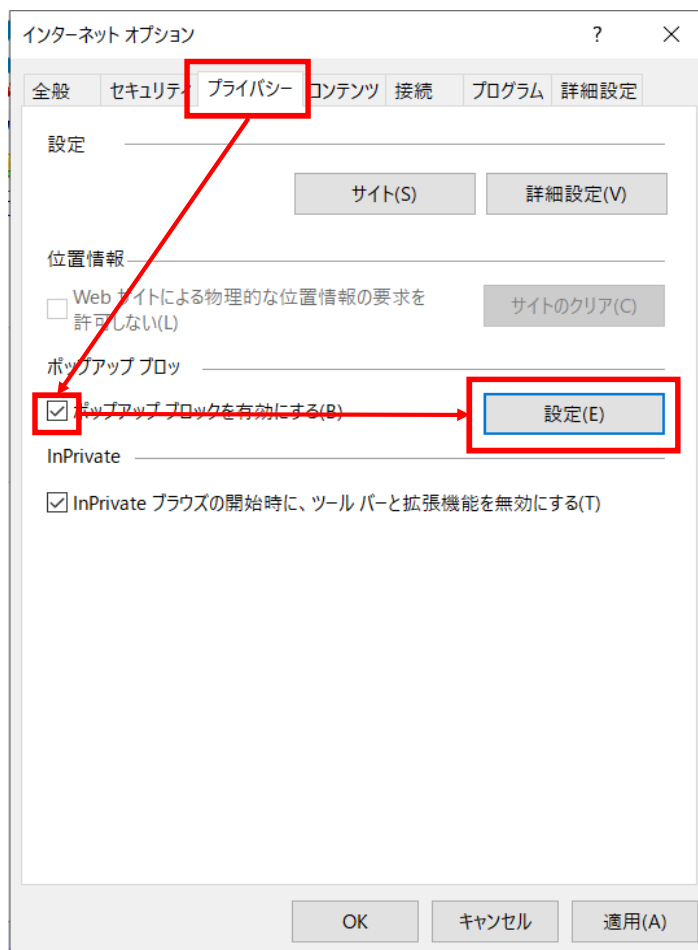 インターネット オプション
?
全般 セキュリティ プライバシー コンテンツ 接続 プログラム 詳細設定
設定
サイト(S) 詳細設定(V)
位置情報
Web サイトによる物理的な位置情報の要求を
許可しない(L)
サイトのクリア(C)
ポップアップ ブロッ
ポップアップ ブロックを有効にする(B)
設定(E)
InPrivate
InPrivate ブラウズの開始時に、ツール バーと拡張機能を無効にする(T)
OK キャンセル 適用(A)